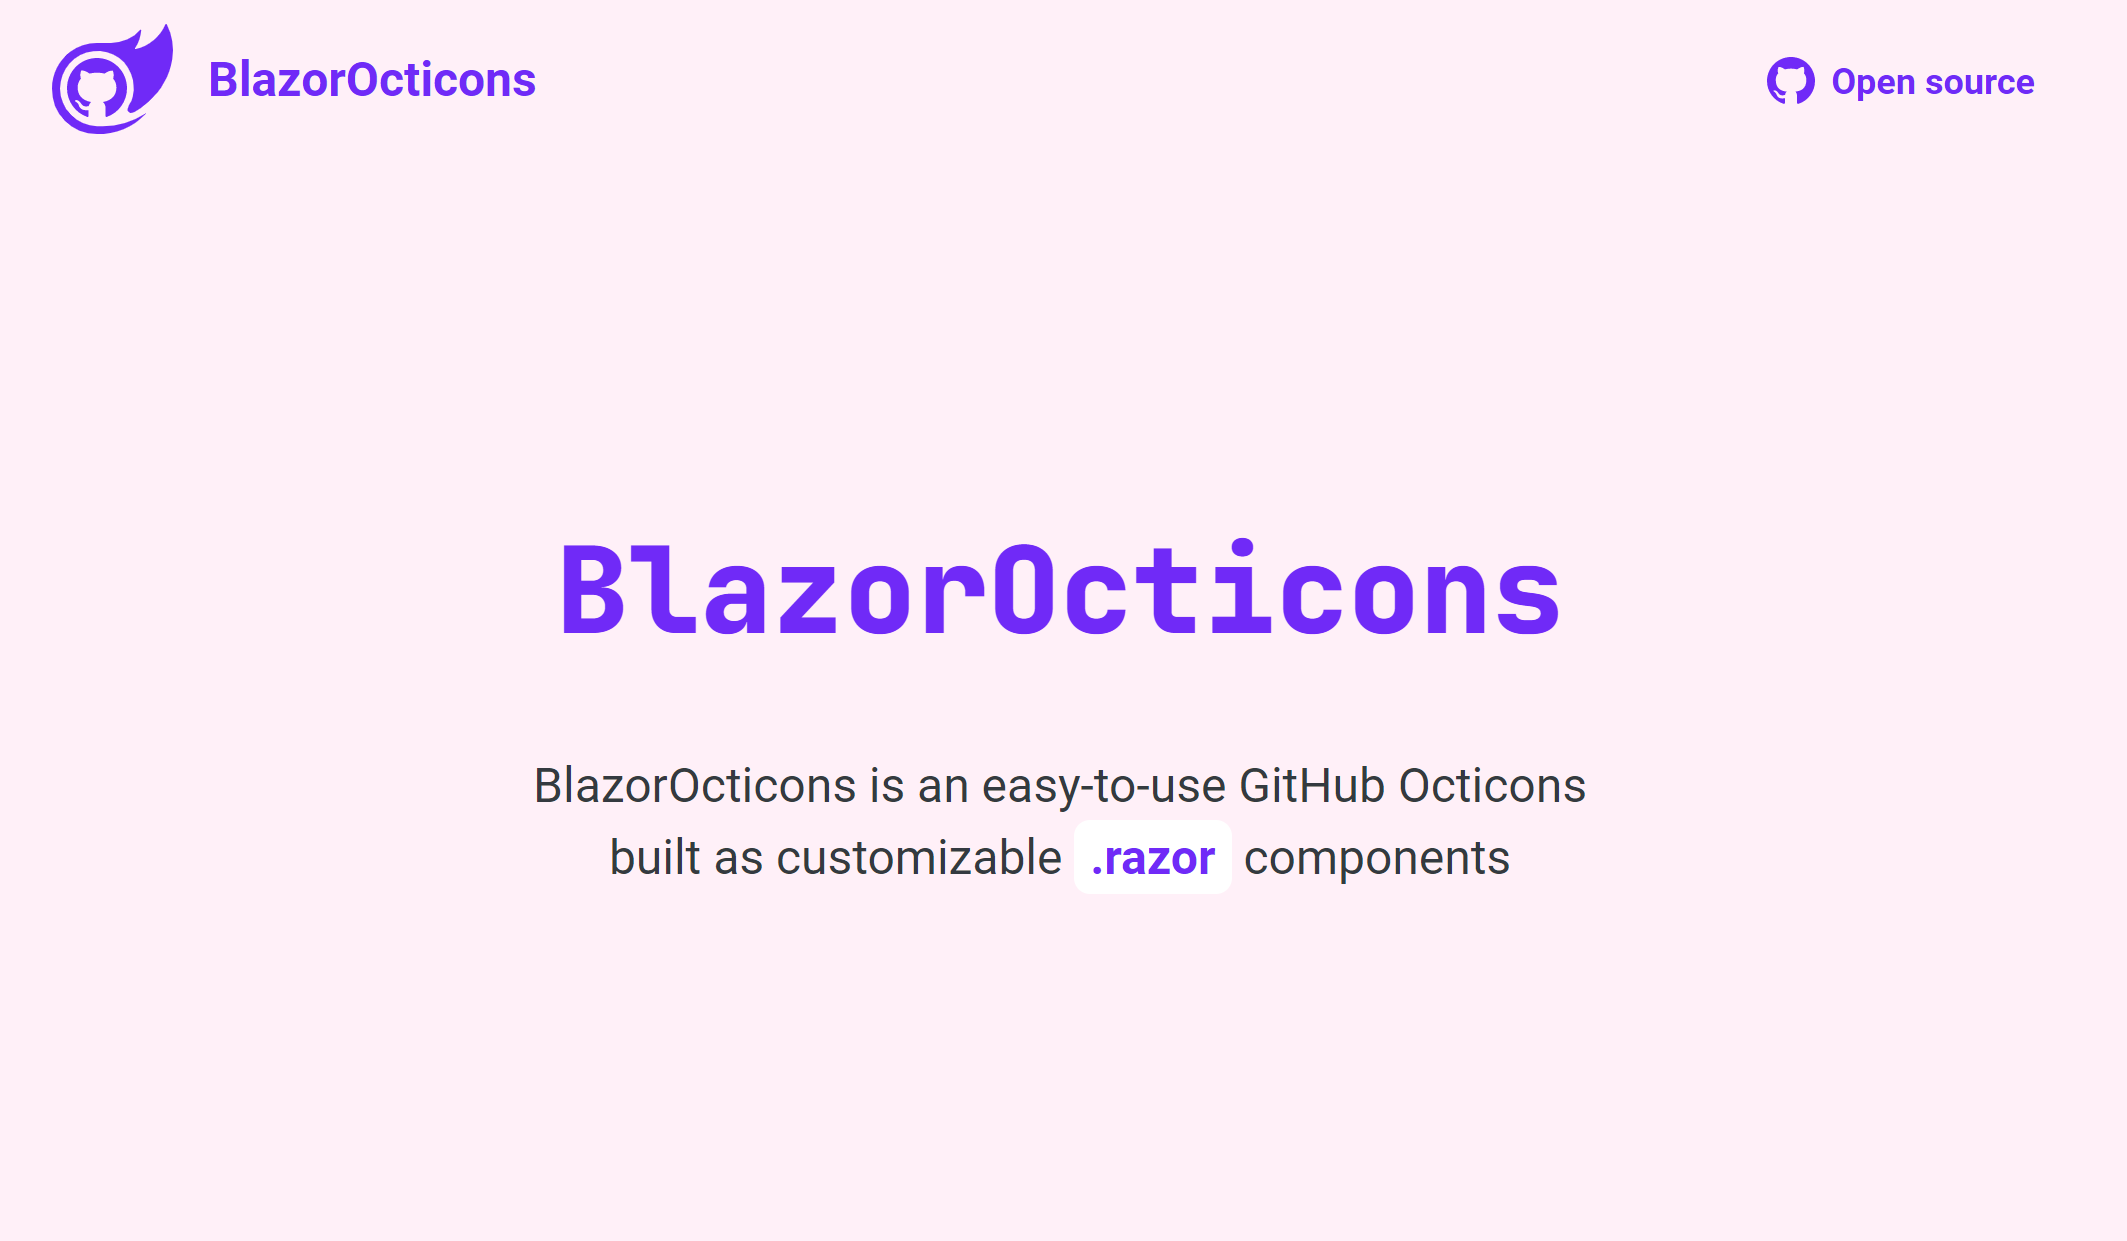 BlazorOcticons
Open source
BlazorOcticons
BlazorOcticons is an easy-to-use GitHub Octicons
built as customizable .razor components